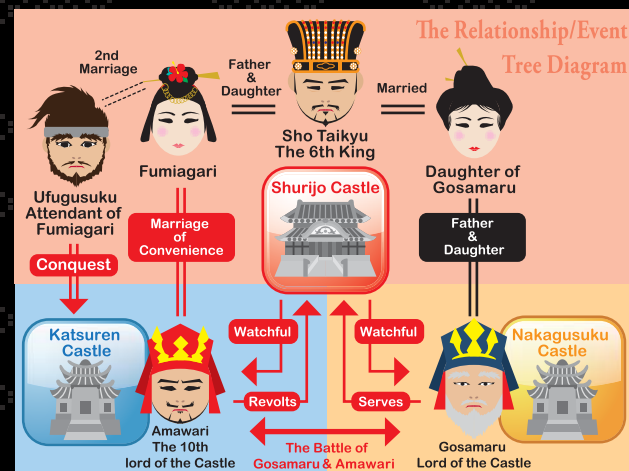 The Relationship/Event
Tree Diagram
2nd
Marriage
Father
&
Daughter
Married
Sho Taikyu
The 6th King
Fumiagari
Daughter of
Gosamaru
Ufugusuku
Attendant of
Fumiagari
Shurijo Castle
Marriage
of
Convenience
Father
&
Daughter
Conquest
Katsuren
Castle
Watchful
Watchful
Nakagusuku
Castle
Revolts
Serves
Amawari
The 10th
lord of the Castle
The Battle of
Gosamaru & Amawari
Gosamaru
Lord of the Castle